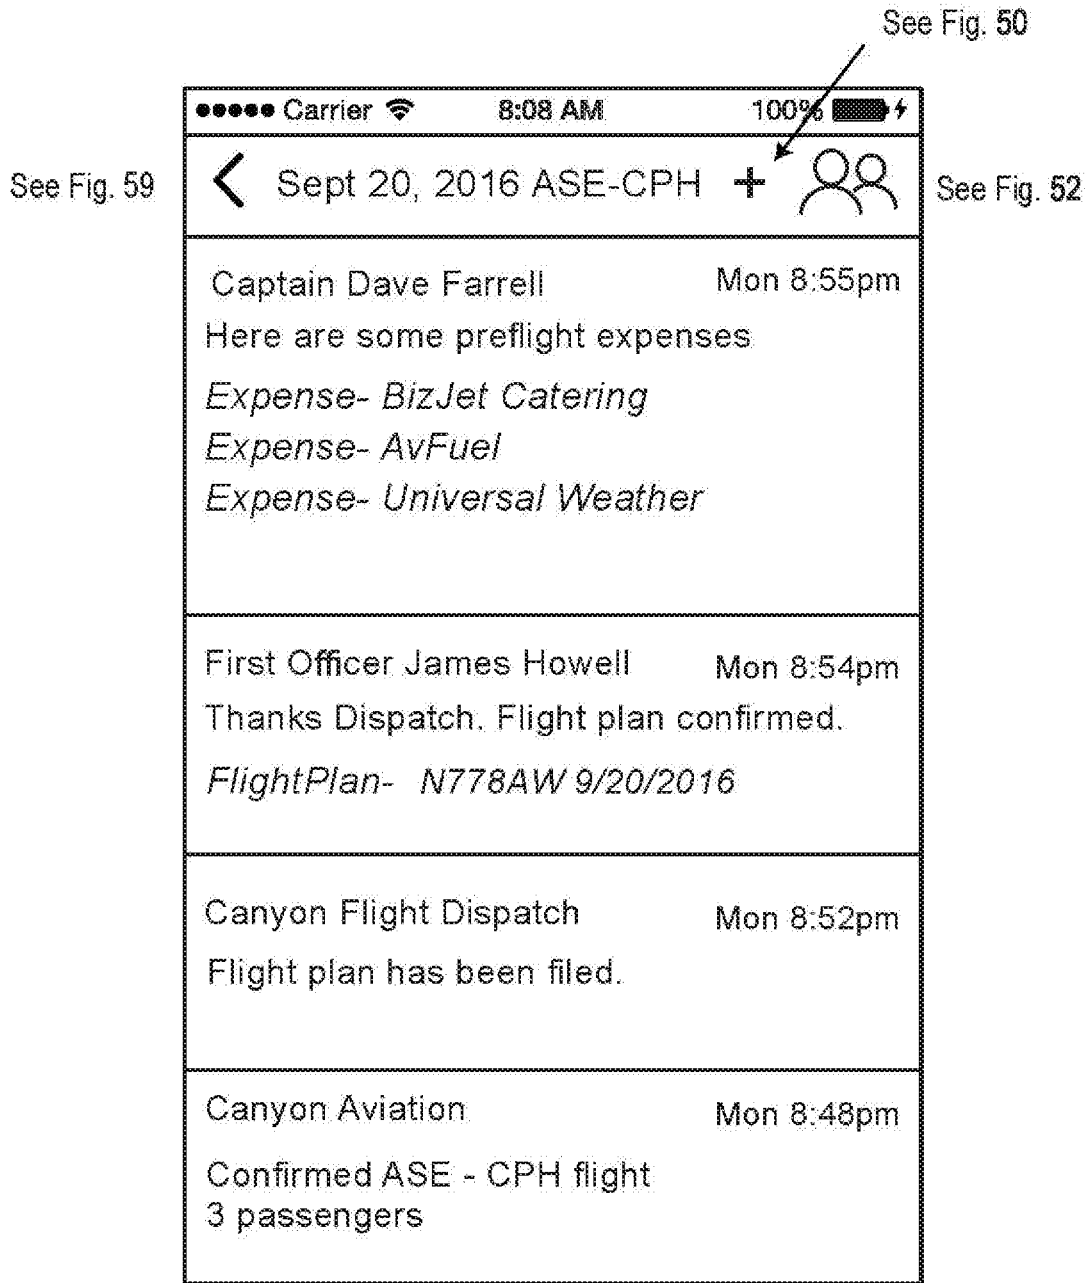 See Fig. 50
Carrier 8:08 AM 100%
See Fig. 59
Sept 20, 2016 ASE-CPH +
See Fig. 52
Captain Dave Farrell Mon 8:55pm
Here are some preflight expenses
Expense- BizJet Catering
Expense- AvFuel
Expense- Universal Weather
First Officer James Howell Mon 8:54pm
Thanks Dispatch. Flight plan confirmed.
FlightPlan- N778AW 9/20/2016
Canyon Flight Dispatch Mon 8:52pm
Flight plan has been filed.
Canyon Aviation Mon 8:48pm
Confirmed ASE - CPH flight
3 passengers